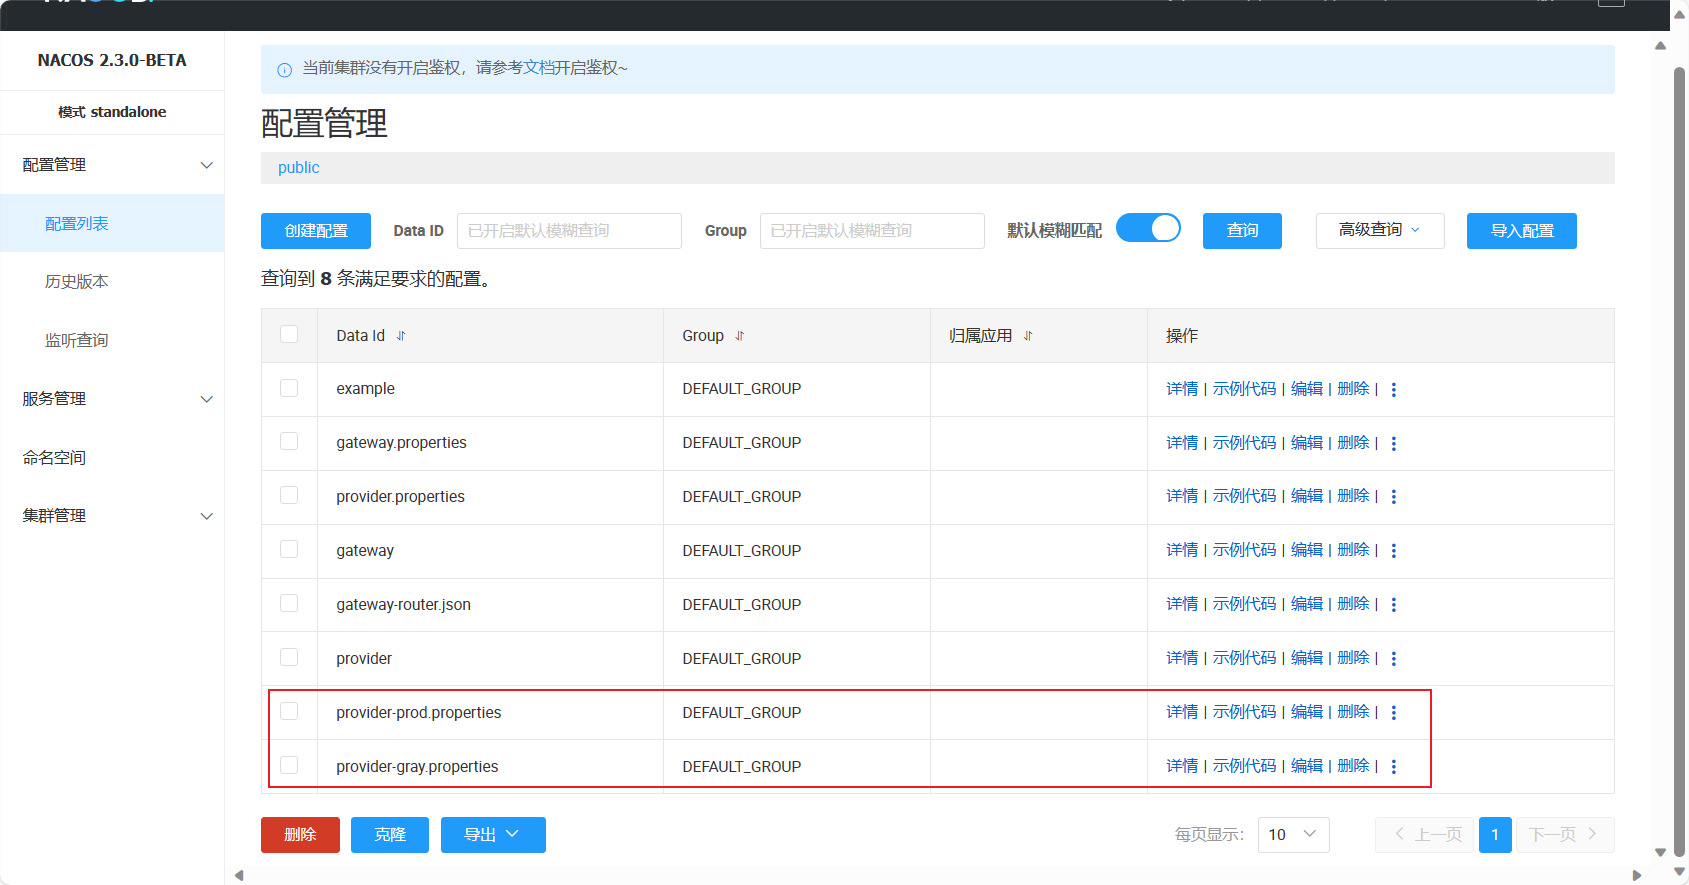 NACOS 2.3.0-BETA
模式 standalone
配置管理
配置列表
历史版本
监听查询
服务管理
命名空间
集群管理
当前集群没有开启鉴权，请参考文档开启鉴权~
配置管理
public
创建配置 Data ID 已开启默认模糊查询 Group 已开启默认模糊查询 默认模糊匹配 查询 高级查询 导入配置
查询到 8 条满足要求的配置。
Data Id Group 归属应用 操作
example DEFAULT_GROUP 详情 | 示例代码 | 编辑 | 删除 |
gateway.properties DEFAULT_GROUP 详情 | 示例代码 | 编辑 | 删除 |
provider.properties DEFAULT_GROUP 详情 | 示例代码 | 编辑 | 删除 |
gateway DEFAULT_GROUP 详情 | 示例代码 | 编辑 | 删除 |
gateway-router.json DEFAULT_GROUP 详情 | 示例代码 | 编辑 | 删除 |
provider DEFAULT_GROUP 详情 | 示例代码 | 编辑 | 删除 |
provider-prod.properties DEFAULT_GROUP 详情 | 示例代码 | 编辑 | 删除 |
provider-gray.properties DEFAULT_GROUP 详情 | 示例代码 | 编辑 | 删除 |
删除 克隆 导出 每页显示: 10 上一页 1 下一页